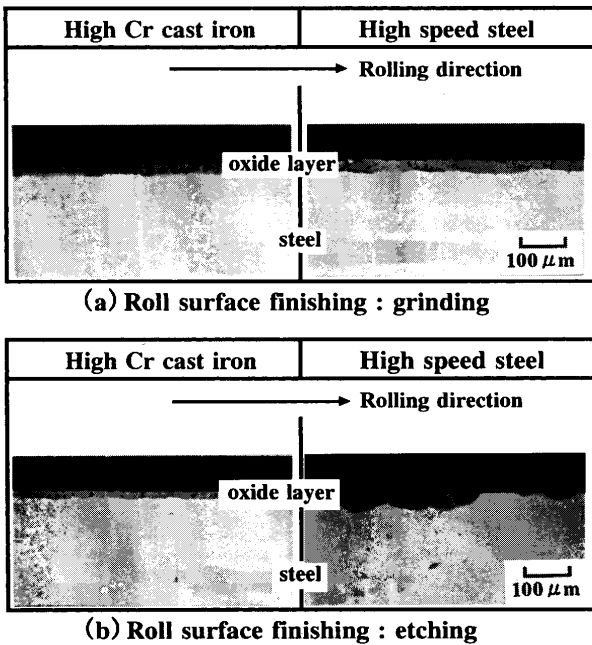 High Cr cast iron
High speed steel
Rolling direction
oxide layer
steel
100 μm
(a) Roll surface finishing : grinding
High Cr cast iron
High speed steel
Rolling direction
oxide layer
steel
100 μm
(b) Roll surface finishing : etching